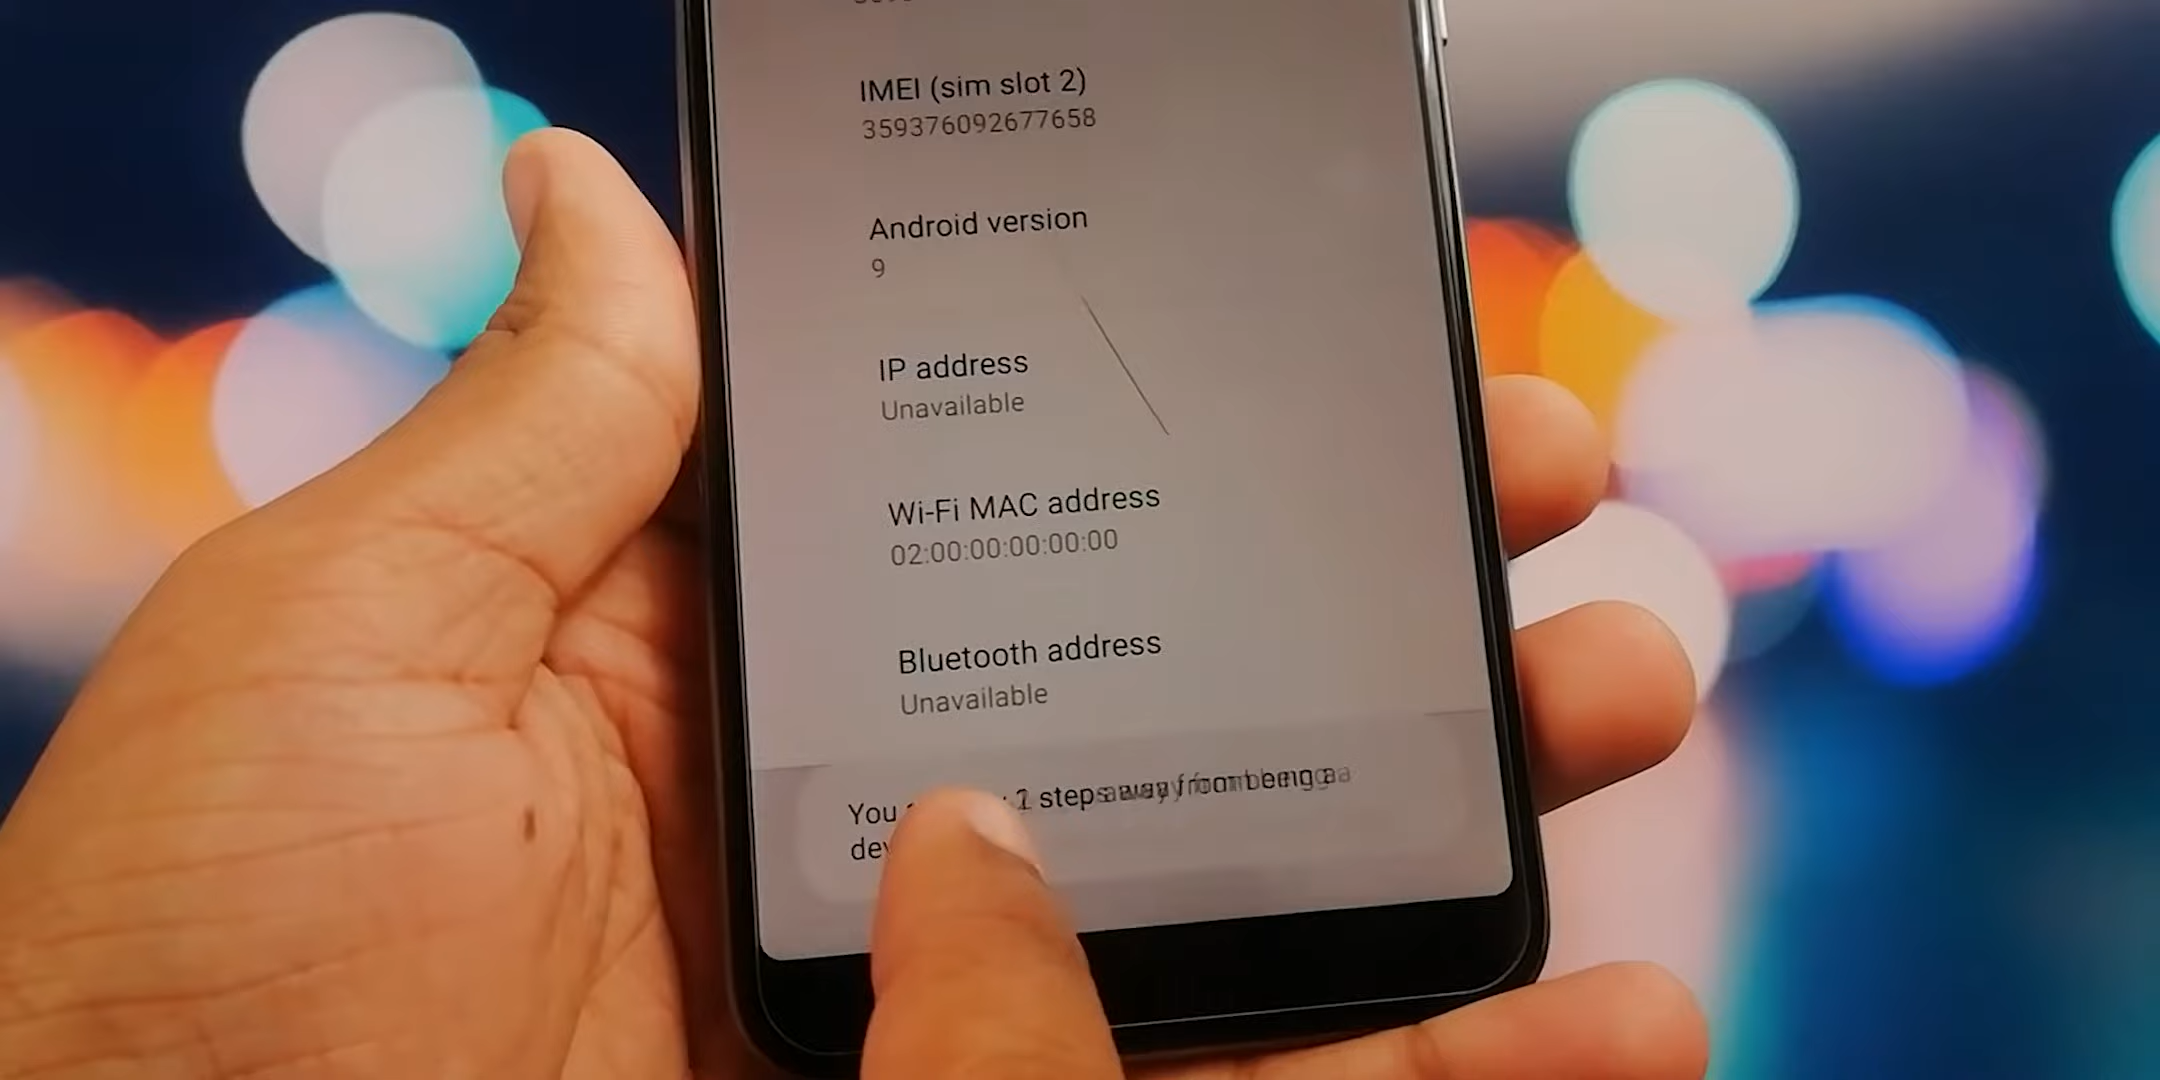 IMEI (sim slot 2)
359376092677658
Android version
9
IP address
Unavailable
Wi-Fi MAC address
02:00:00:00:00:00
Bluetooth address
Unavailable
You 2 steps away from being a